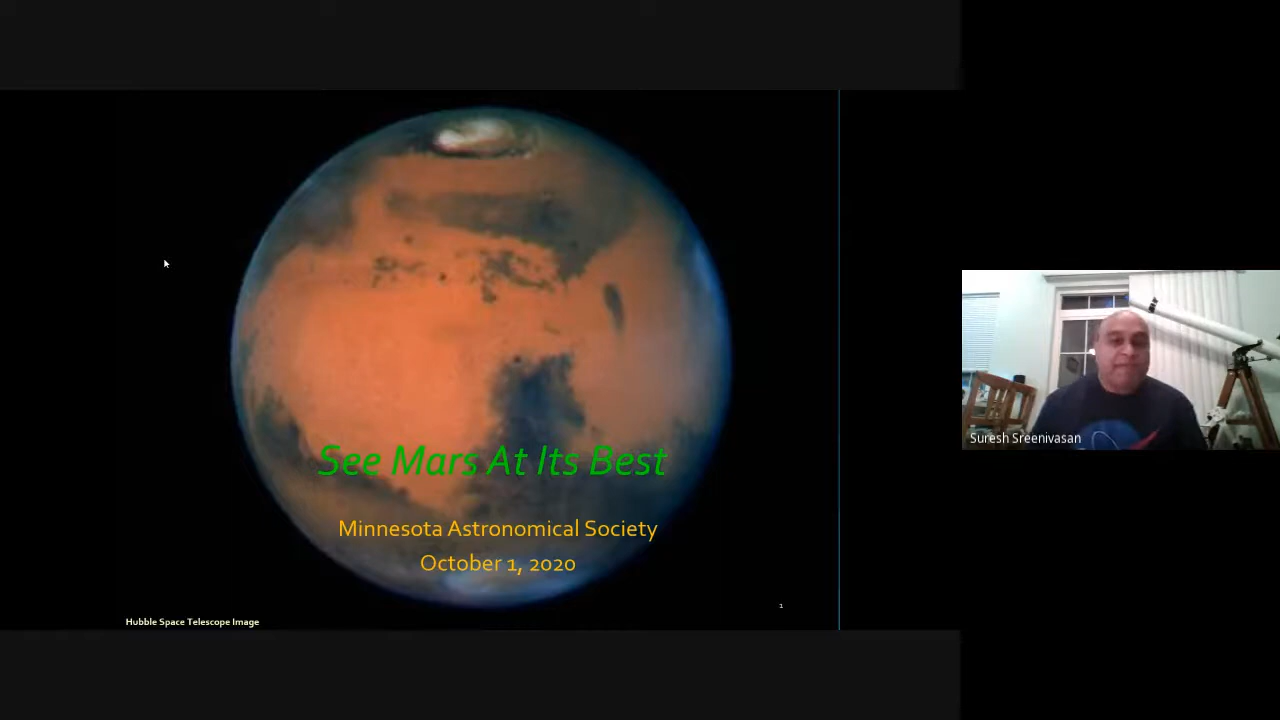 See Mars At Its Best
Minnesota Astronomical Society
October 1, 2020
1
Hubble Space Telescope Image
Suresh Sreenivasan